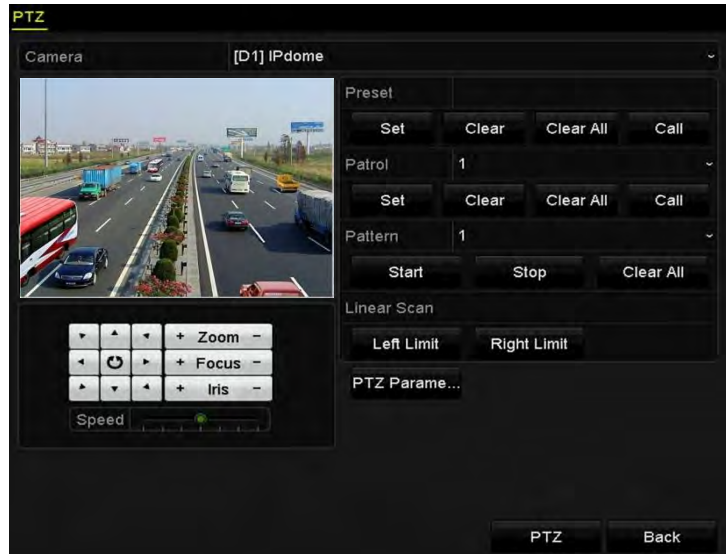 PTZ
Camera [D1] IPdome
Preset
Set Clear Clear All Call
Patrol 1
Set Clear Clear All Call
Pattern 1
Start Stop Clear All
Linear Scan
Left Limit Right Limit
PTZ Parame...
+ Zoom −
+ Focus −
+ Iris −
Speed
PTZ Back